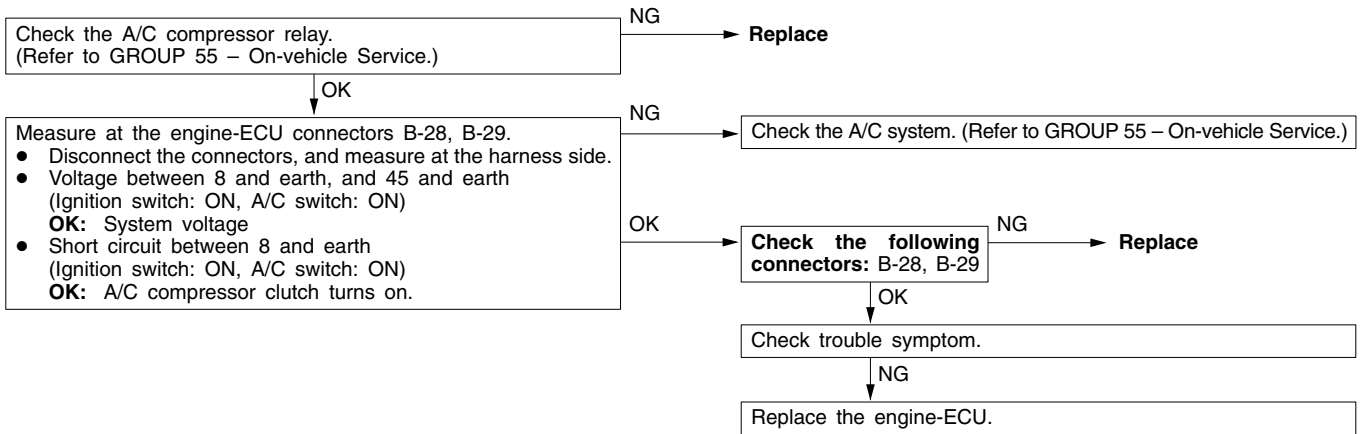 Check the A/C compressor relay.
(Refer to GROUP 55 – On-vehicle Service.)
NG
Replace
OK
Measure at the engine-ECU connectors B-28, B-29.
● Disconnect the connectors, and measure at the harness side.
● Voltage between 8 and earth, and 45 and earth
(Ignition switch: ON, A/C switch: ON)
OK: System voltage
● Short circuit between 8 and earth
(Ignition switch: ON, A/C switch: ON)
OK: A/C compressor clutch turns on.
NG
Check the A/C system. (Refer to GROUP 55 – On-vehicle Service.)
OK
Check the following
connectors: B-28, B-29
NG
Replace
OK
Check trouble symptom.
NG
Replace the engine-ECU.